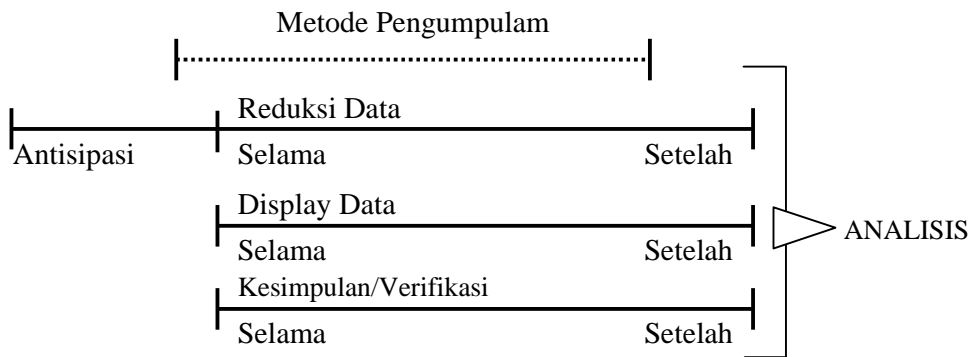 Metode Pengumpulam
Reduksi Data
Antisipasi Selama Setelah
Display Data
Selama Setelah
ANALISIS
Kesimpulan/Verifikasi
Selama Setelah